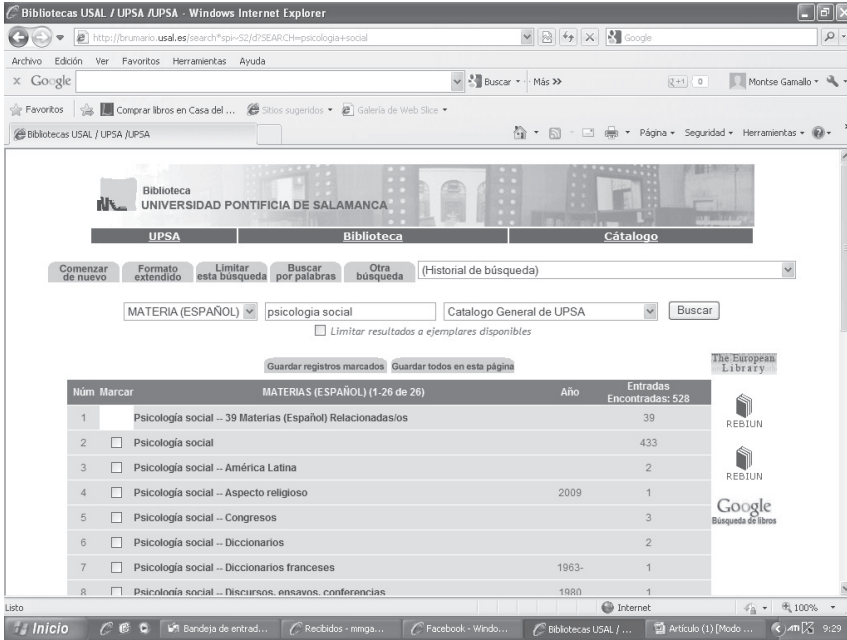 Bibliotecas USAL / UPSA /UPSA - Windows Internet Explorer
http://brumario.usal.es/search*spi~S2/d?SEARCH=psicologia+social
Google
Archivo Edición Ver Favoritos Herramientas Ayuda
x Google Buscar Más >> +1 0 Montse Gamallo
Favoritos Comprar libros en Casa del ... Sitios sugeridos Galería de Web Slice
Bibliotecas USAL / UPSA /UPSA Página Seguridad Herramientas
Biblioteca
UNIVERSIDAD PONTIFICIA DE SALAMANCA
UPSA Biblioteca Cátalogo
Comenzar de nuevo Formato extendido Limitar esta búsqueda Buscar por palabras Otra búsqueda (Historial de búsqueda)
MATERIA (ESPAÑOL) psicologia social Catalogo General de UPSA Buscar
Limitar resultados a ejemplares disponibles
Guardar registros marcados Guardar todos en esta página
The European Library
Núm Marcar MATERIAS (ESPAÑOL) (1-26 de 26) Año Entradas Encontradas: 528
1 Psicología social -- 39 Materias (Español) Relacionadas/os 39
REBIUN
2 Psicología social 433
3 Psicología social -- América Latina 2
REBIUN
4 Psicología social -- Aspecto religioso 2009 1
Google
Búsqueda de libros
5 Psicología social -- Congresos 3
6 Psicología social -- Diccionarios 2
7 Psicología social -- Diccionarios franceses 1963- 1
8 Psicología social -- Discursos, ensayos, conferencias 1980 1
Listo Internet 100%
Inicio Bandeja de entrad... Recibidos - mmga... Facebook - Windo... Bibliotecas USAL / ... Artículo (1) [Modo ... 9:29